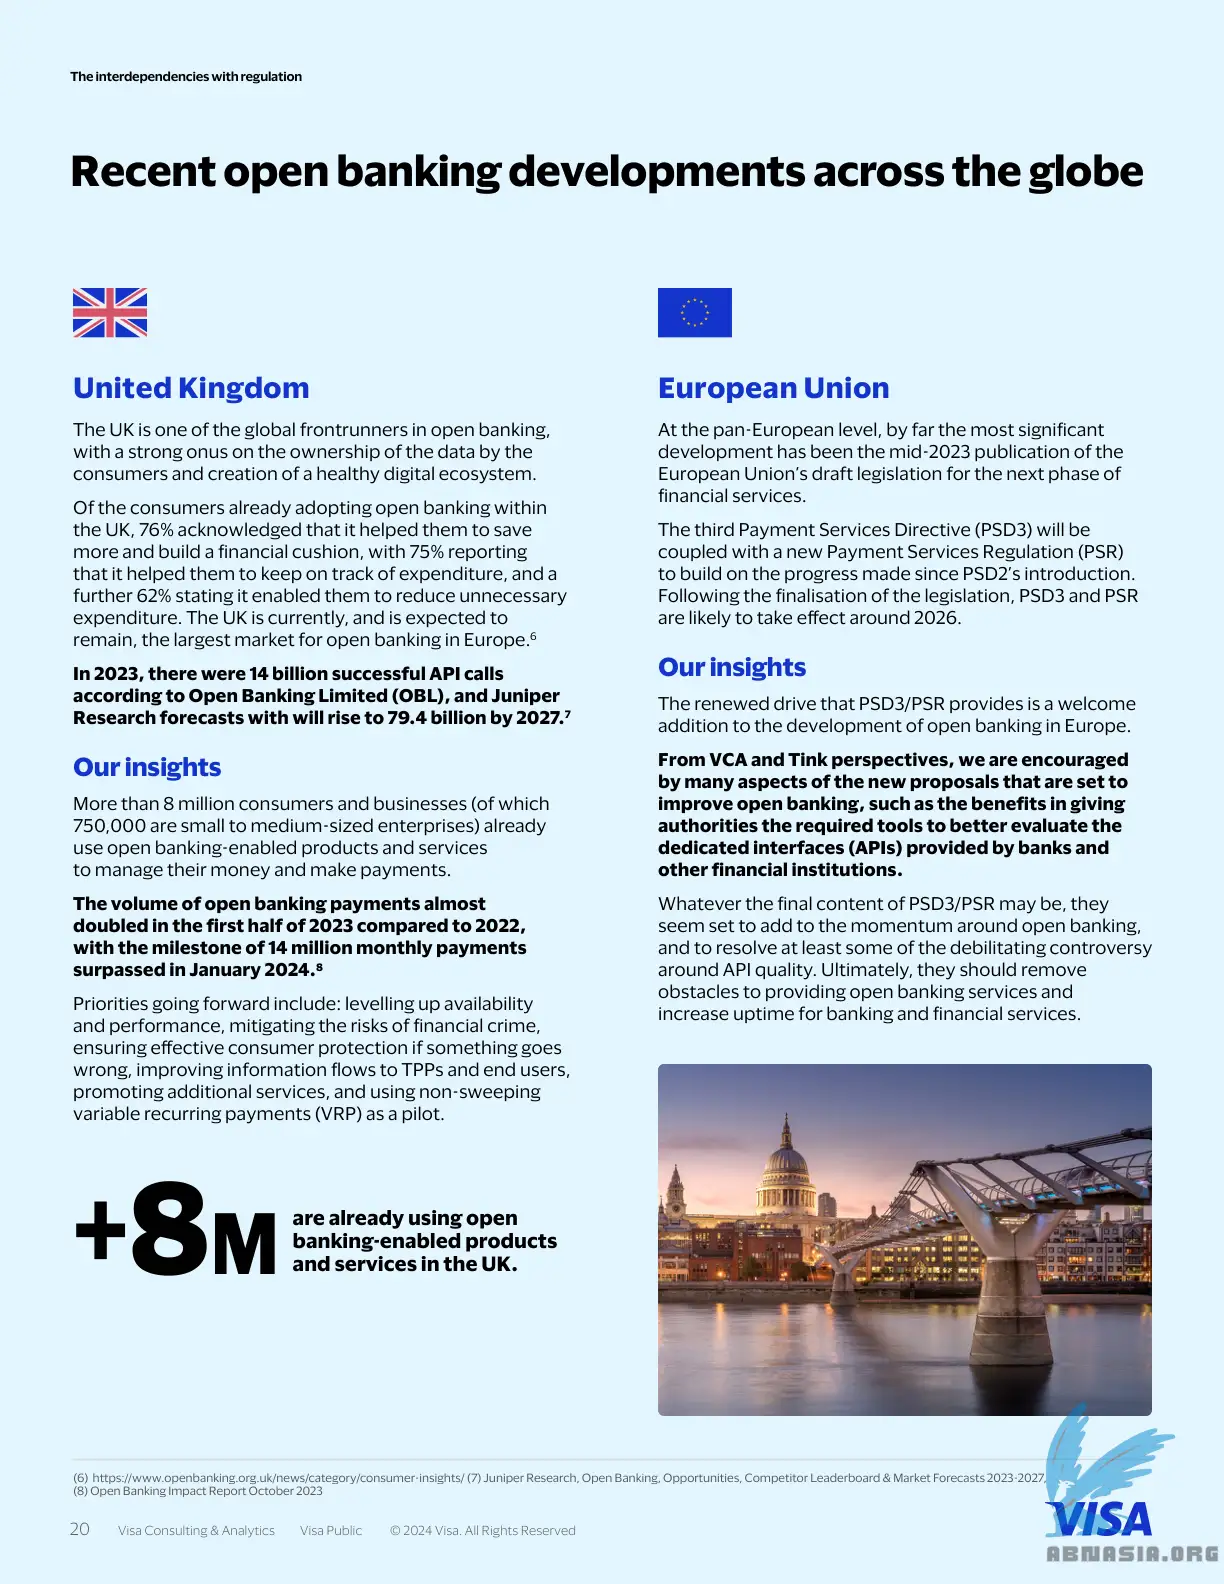 The interdependencies with regulation
Recent open banking developments across the globe
United Kingdom
The UK is one of the global frontrunners in open banking,
with a strong onus on the ownership of the data by the
consumers and creation of a healthy digital ecosystem.
Of the consumers already adopting open banking within
the UK, 76% acknowledged that it helped them to save
more and build a financial cushion, with 75% reporting
that it helped them to keep on track of expenditure, and a
further 62% stating it enabled them to reduce unnecessary
expenditure. The UK is currently, and is expected to
remain, the largest market for open banking in Europe.6
In 2023, there were 14 billion successful API calls
according to Open Banking Limited (OBL), and Juniper
Research forecasts with will rise to 79.4 billion by 2027.7
Our insights
More than 8 million consumers and businesses (of which
750,000 are small to medium-sized enterprises) already
use open banking-enabled products and services
to manage their money and make payments.
The volume of open banking payments almost
doubled in the first half of 2023 compared to 2022,
with the milestone of 14 million monthly payments
surpassed in January 2024.8
Priorities going forward include: levelling up availability
and performance, mitigating the risks of financial crime,
ensuring effective consumer protection if something goes
wrong, improving information flows to TPPs and end users,
promoting additional services, and using non-sweeping
variable recurring payments (VRP) as a pilot.
+8M
are already using open
banking-enabled products
and services in the UK.
European Union
At the pan-European level, by far the most significant
development has been the mid-2023 publication of the
European Union's draft legislation for the next phase of
financial services.
The third Payment Services Directive (PSD3) will be
coupled with a new Payment Services Regulation (PSR)
to build on the progress made since PSD2's introduction.
Following the finalisation of the legislation, PSD3 and PSR
are likely to take effect around 2026.
Our insights
The renewed drive that PSD3/PSR provides is a welcome
addition to the development of open banking in Europe.
From VCA and Tink perspectives, we are encouraged
by many aspects of the new proposals that are set to
improve open banking, such as the benefits in giving
authorities the required tools to better evaluate the
dedicated interfaces (APIs) provided by banks and
other financial institutions.
Whatever the final content of PSD3/PSR may be, they
seem set to add to the momentum around open banking,
and to resolve at least some of the debilitating controversy
around API quality. Ultimately, they should remove
obstacles to providing open banking services and
increase uptime for banking and financial services.
(6) https://www.openbanking.org.uk/news/category/consumer-insights/ (7) Juniper Research, Open Banking, Opportunities, Competitor Leaderboard & Market Forecasts 2023-2027,
(8) Open Banking Impact Report October 2023
20 Visa Consulting & Analytics Visa Public © 2024 Visa. All Rights Reserved
VISA
ABNASIA.ORG